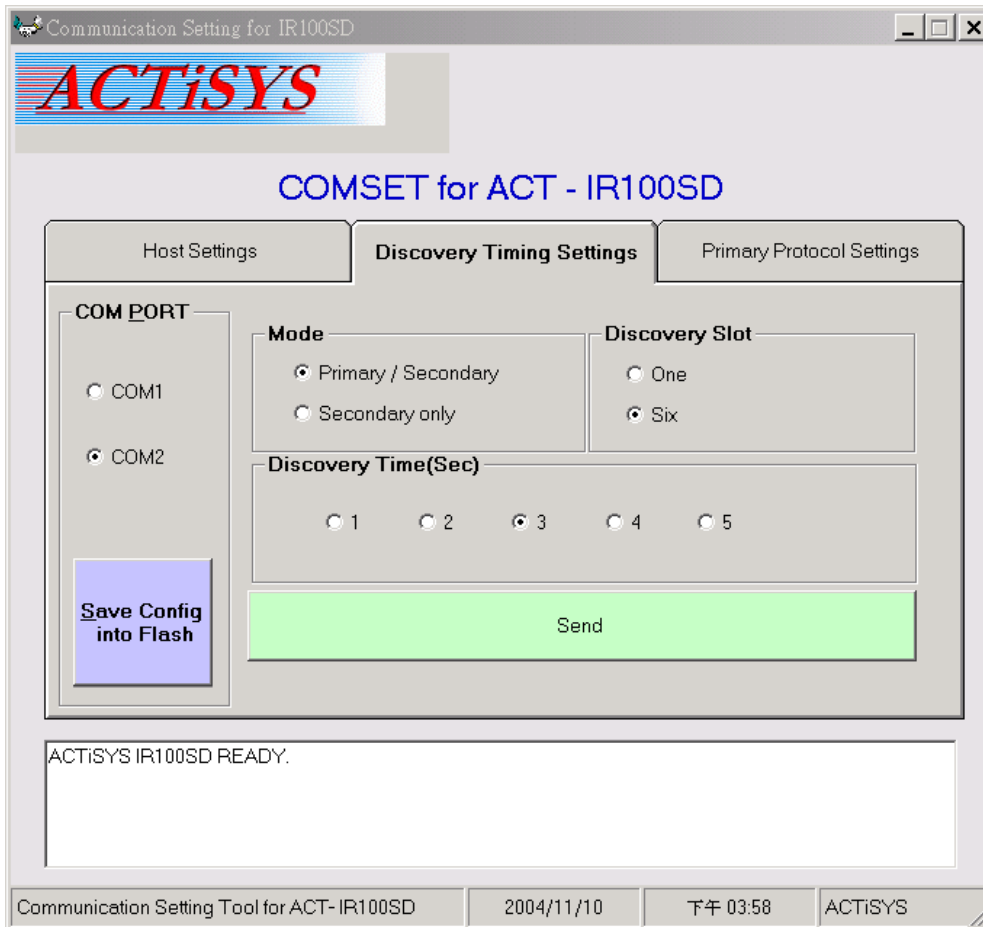 Communication Setting for IR100SD
ACTiSYS
COMSET for ACT - IR100SD
Host Settings
Discovery Timing Settings
Primary Protocol Settings
COM PORT
COM1
COM2
Save Config
into Flash
Mode
Primary / Secondary
Secondary only
Discovery Slot
One
Six
Discovery Time(Sec)
1 2 3 4 5
Send
ACTiSYS IR100SD READY.
Communication Setting Tool for ACT- IR100SD
2004/11/10
下午 03:58
ACTiSYS